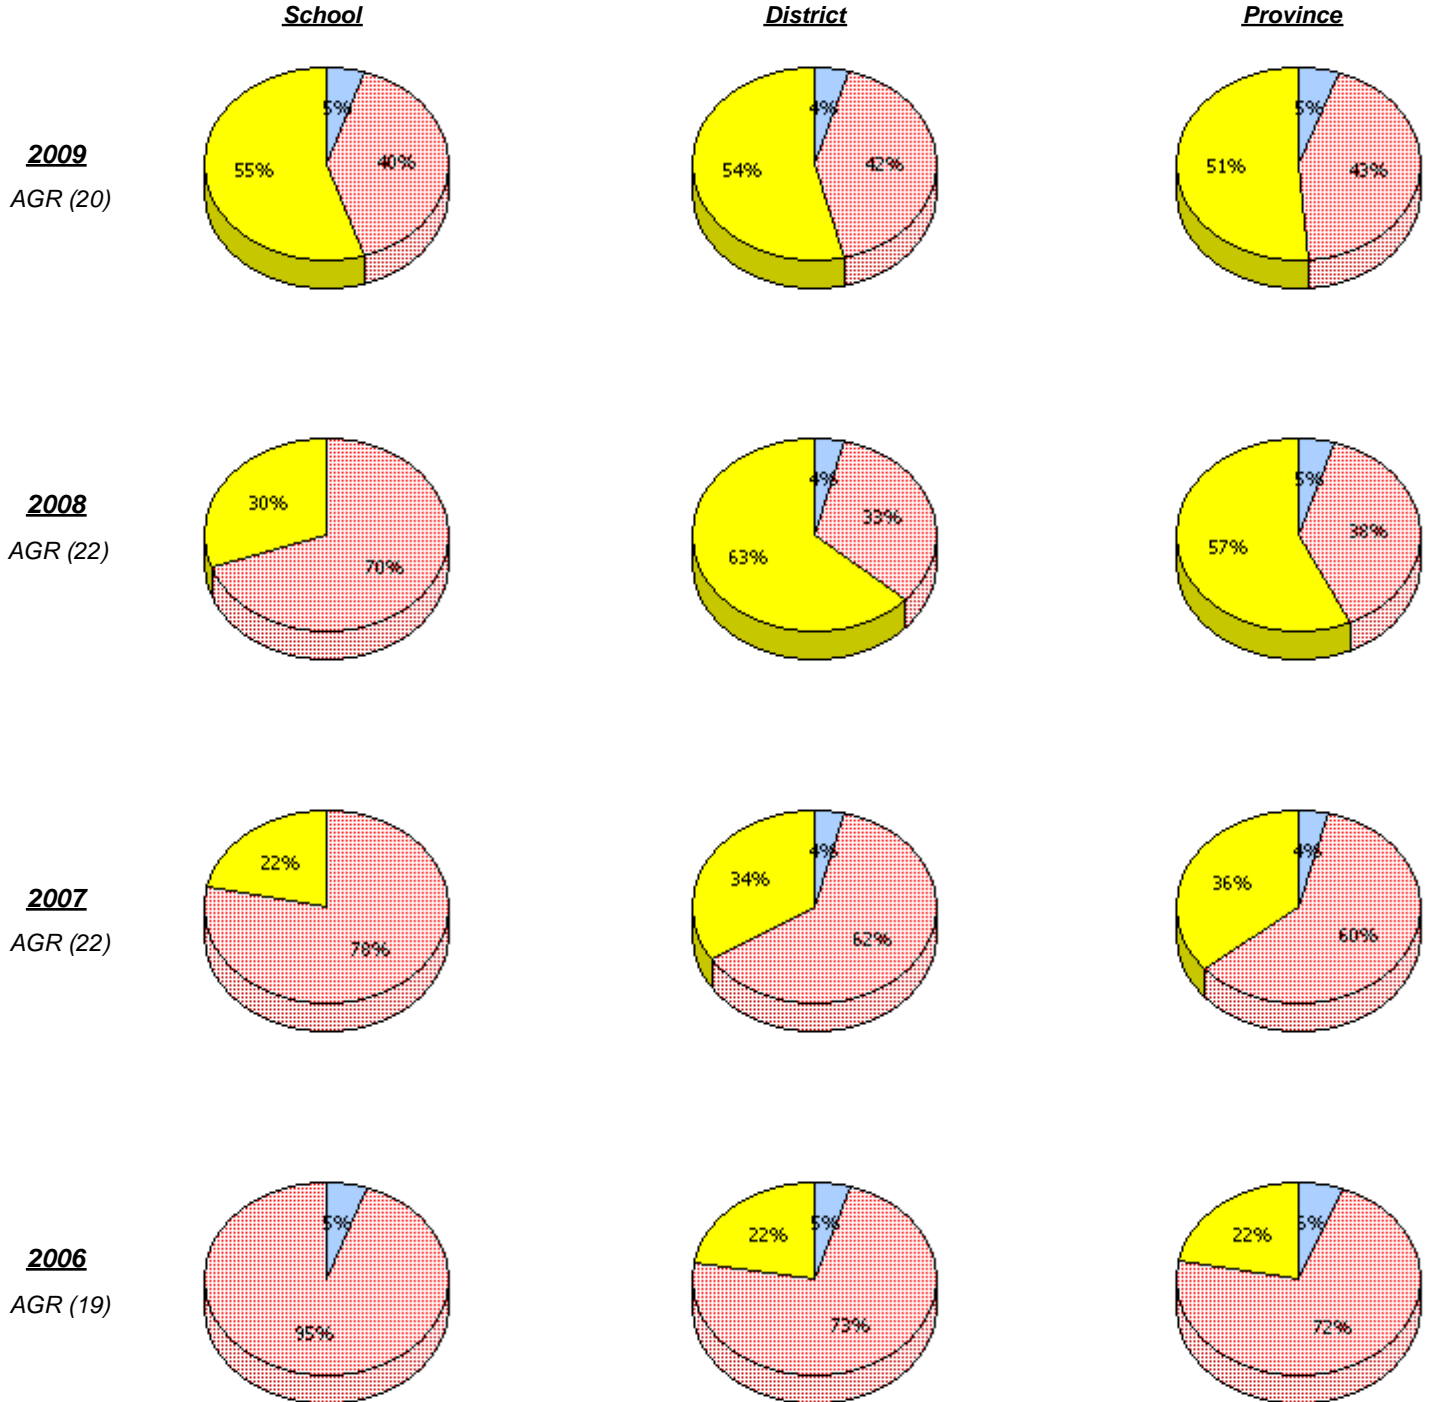 School District Province
5% 4% 5%
55% 40% 54% 42% 51% 43%
2009
AGR (20)
4% 5%
30% 70% 63% 33% 57% 38%
2008
AGR (22)
4% 4%
22% 78% 34% 62% 36% 60%
2007
AGR (22)
5% 5%
95% 22% 73% 22% 72%
2006
AGR (19)